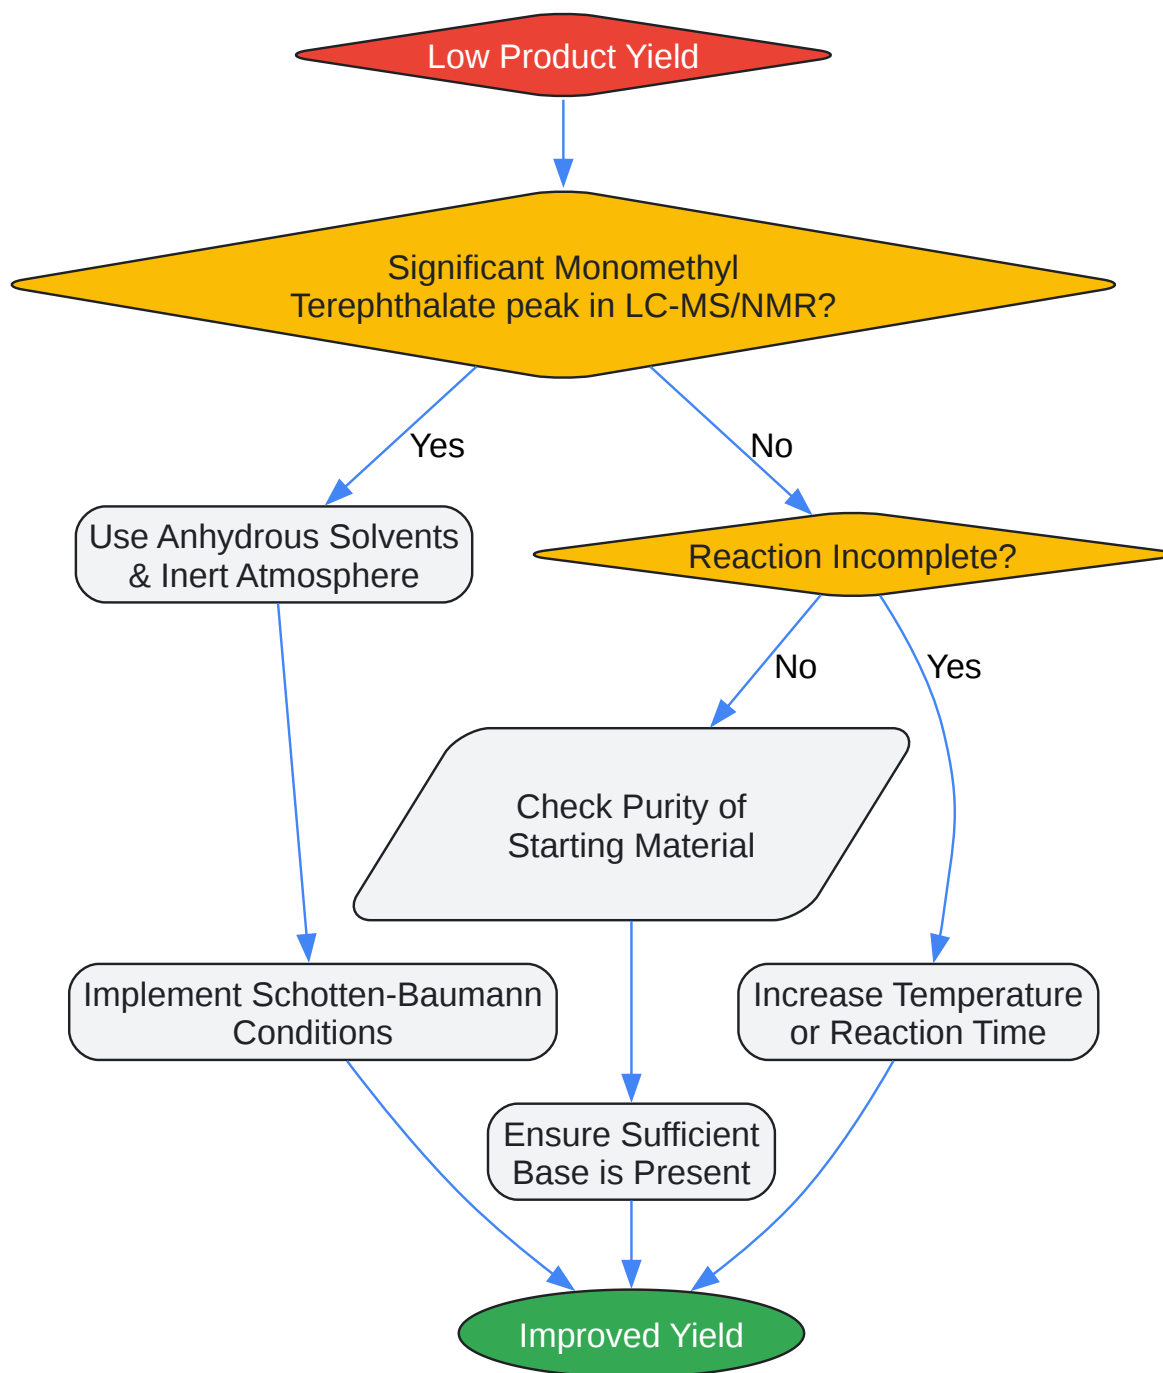 Low Product Yield
Significant Monomethyl
Terephthalate peak in LC-MS/NMR?
Yes
No
Use Anhydrous Solvents
& Inert Atmosphere
Reaction Incomplete?
No
Yes
Check Purity of
Starting Material
Implement Schotten-Baumann
Conditions
Increase Temperature
or Reaction Time
Ensure Sufficient
Base is Present
Improved Yield